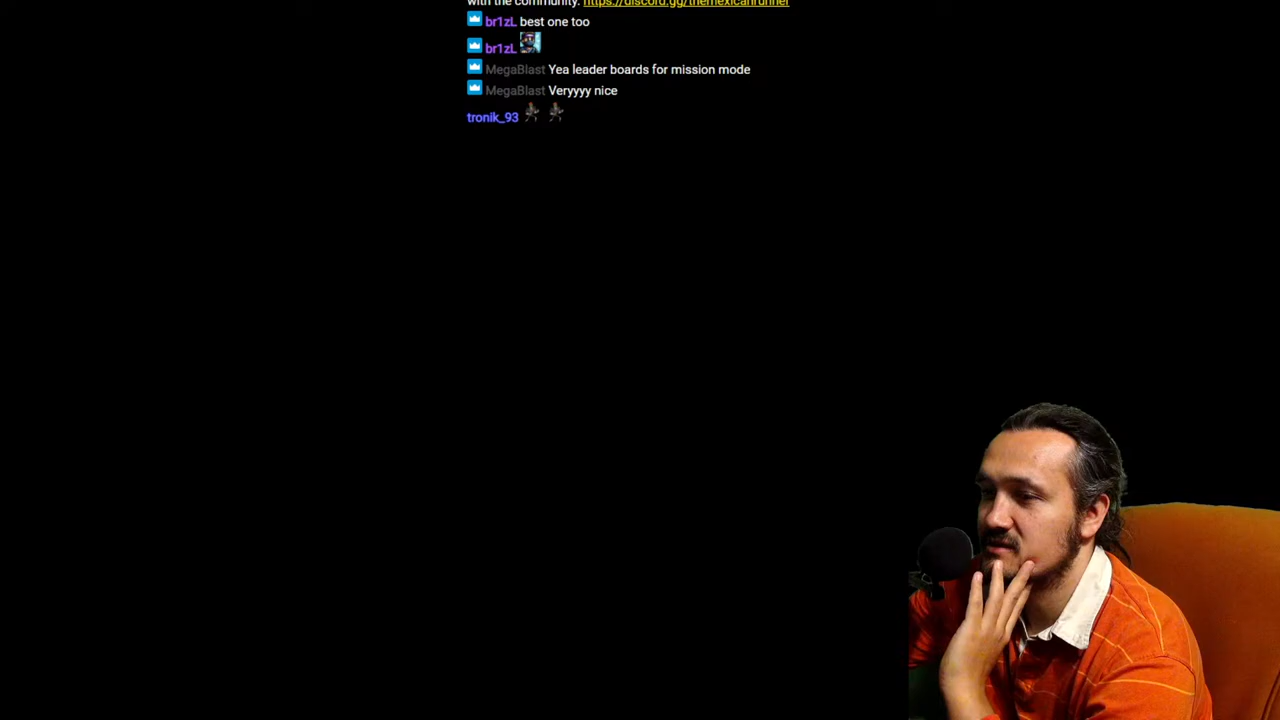 with the community. https://discord.gg/themexicanrunner
br1zL best one too
br1zL
MegaBlast Yea leader boards for mission mode
MegaBlast Veryyyy nice
tronik_93